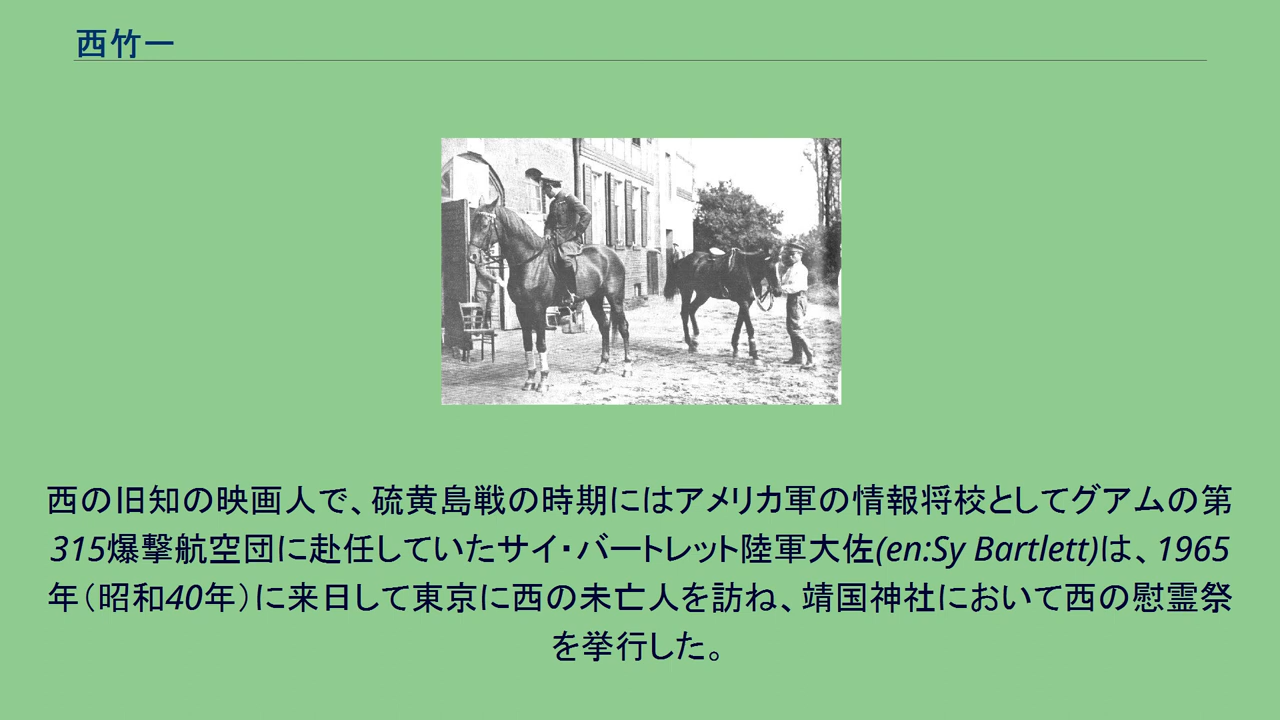 西竹一
西の旧知の映画人で、硫黄島戦の時期にはアメリカ軍の情報将校としてグアムの第
315爆撃航空団に赴任していたサイ・バートレット陸軍大佐(en:Sy Bartlett)は、1965
年（昭和40年）に来日して東京に西の未亡人を訪ね、靖国神社において西の慰霊祭
を挙行した。